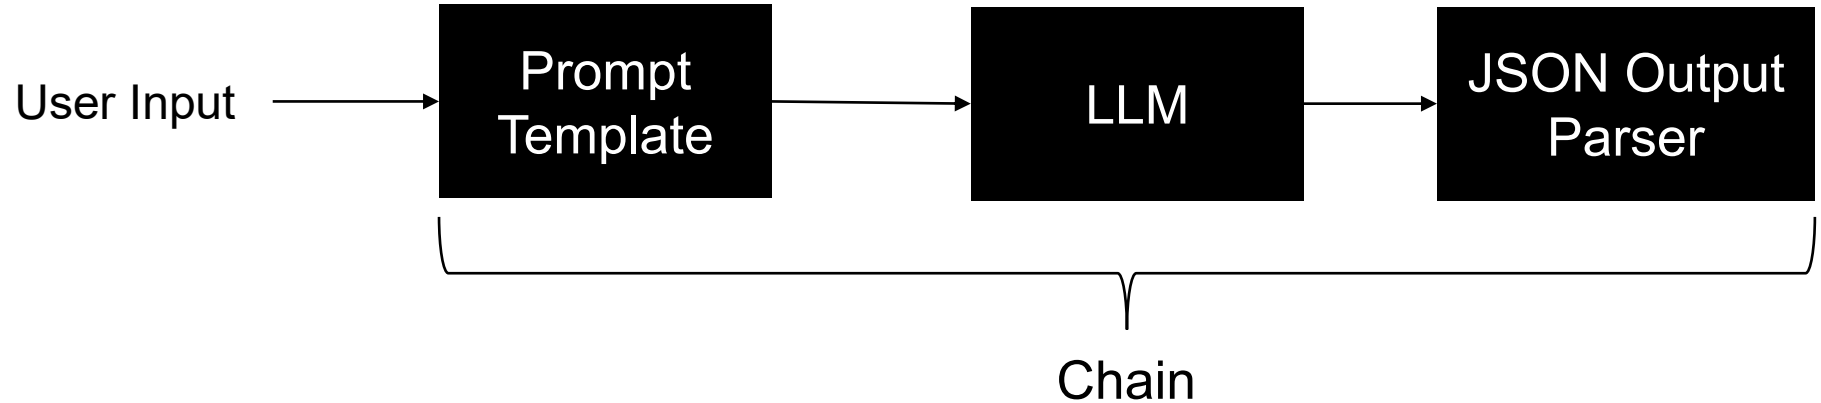 User Input
Prompt
Template
LLM
JSON Output
Parser
Chain